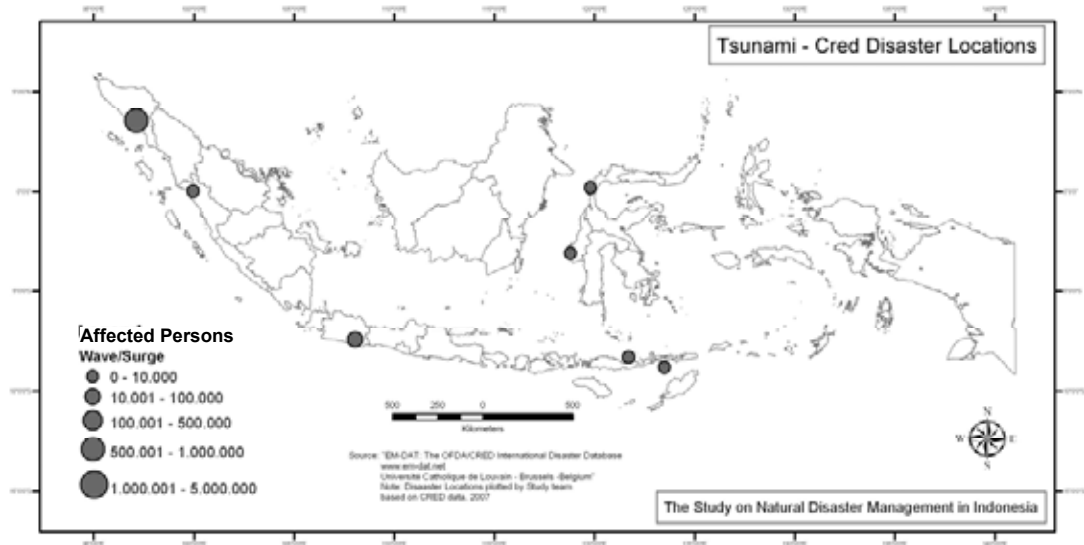 Tsunami - Cred Disaster Locations
Affected Persons
Wave/Surge
0 - 10.000
10.001 - 100.000
100.001 - 500.000
500.001 - 1.000.000
1.000.001 - 5.000.000
500 250 0 500
Kilometers
N
W E
S
Source: "EM-DAT: The OFDA/CRED International Disaster Database
www.em-dat.net
Université Catholique de Louvain - Brussels -Belgium"
Note: Disaaster Locations plotted by Study team
based on CRED data, 2007
The Study on Natural Disaster Management in Indonesia